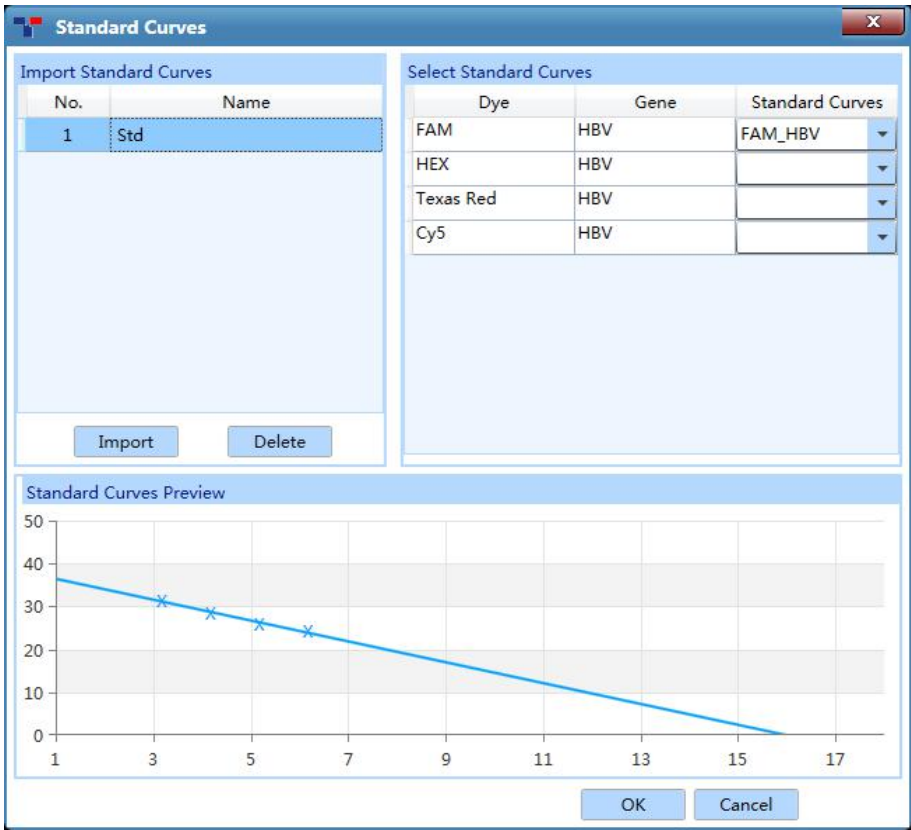 Standard Curves
X
Import Standard Curves
No. Name
1 Std
Import Delete
Select Standard Curves
Dye Gene Standard Curves
FAM HBV FAM_HBV
HEX HBV
Texas Red HBV
Cy5 HBV
Standard Curves Preview
50
40
30
20
10
0
1 3 5 7 9 11 13 15 17
OK Cancel